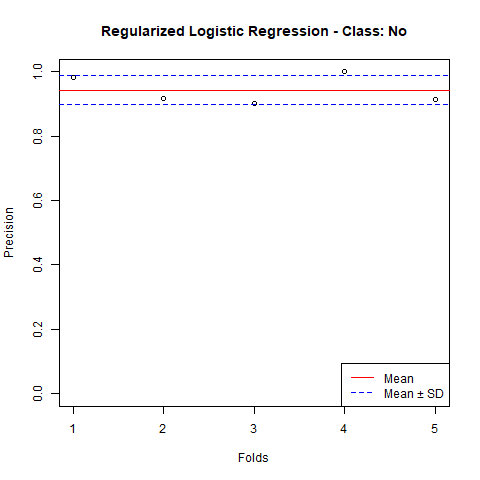 Regularized Logistic Regression - Class: No
Precision
1.0
0.8
0.6
0.4
0.2
0.0
Mean
Mean ± SD
1 2 3 4 5
Folds